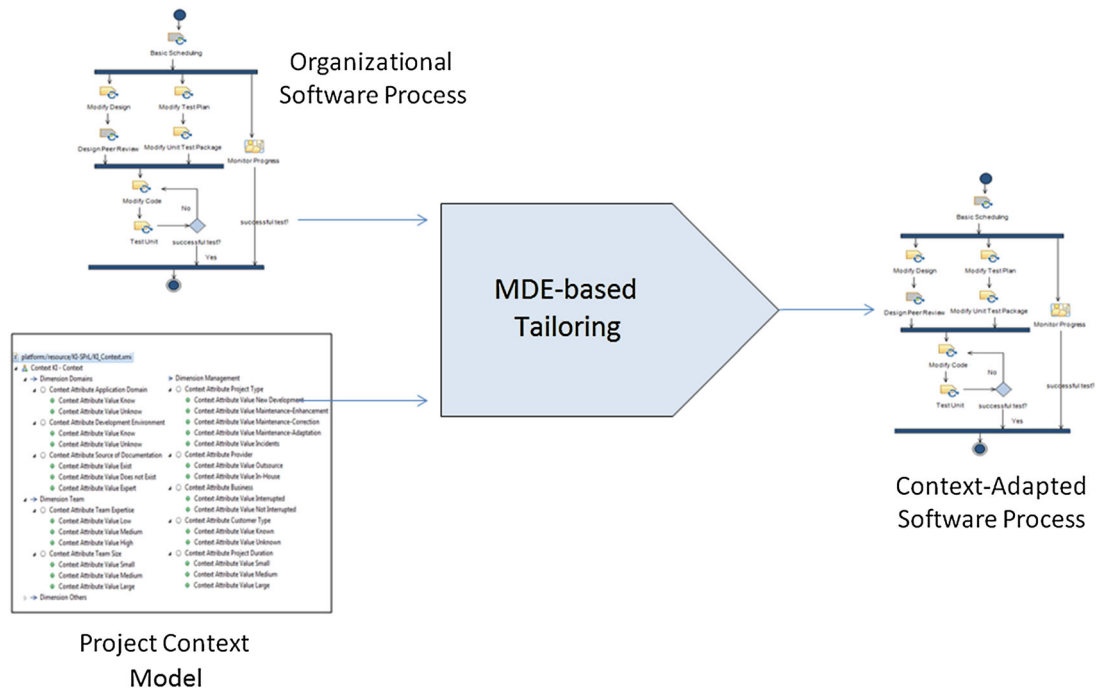 Organizational
Software Process
Basic Scheduling
Modify Design
Modify Test Plan
Design Peer Review
Modify Unit Test Package
Monitor Progress
Modify Code
No
successful test?
Test Unit
successful test?
Yes
platform:/resource/KI-SPrL/KI_Context.xmi
Context KI - Context
Dimension Domains
Context Attribute Application Domain
Context Attribute Value Know
Context Attribute Value Unknow
Context Attribute Development Environment
Context Attribute Value Know
Context Attribute Value Unknow
Context Attribute Source of Documentation
Context Attribute Value Exist
Context Attribute Value Does not Exist
Context Attribute Value Expert
Dimension Team
Context Attribute Team Expertise
Context Attribute Value Low
Context Attribute Value Medium
Context Attribute Value High
Context Attribute Team Size
Context Attribute Value Small
Context Attribute Value Medium
Context Attribute Value Large
Dimension Others
Dimension Management
Context Attribute Project Type
Context Attribute Value New Development
Context Attribute Value Maintenance-Enhancement
Context Attribute Value Maintenance-Correction
Context Attribute Value Maintenance-Adaptation
Context Attribute Value Incidents
Context Attribute Provider
Context Attribute Value Outsource
Context Attribute Value In-House
Context Attribute Business
Context Attribute Value Interrupted
Context Attribute Value Not Interrupted
Context Attribute Customer Type
Context Attribute Value Known
Context Attribute Value Unknown
Context Attribute Project Duration
Context Attribute Value Small
Context Attribute Value Medium
Context Attribute Value Large
Project Context
Model
MDE-based
Tailoring
Basic Scheduling
Modify Design
Modify Test Plan
Design Peer Review
Modify Unit Test Package
Monitor Progress
Modify Code
No
successful test?
Test Unit
successful test?
Yes
Context-Adapted
Software Process